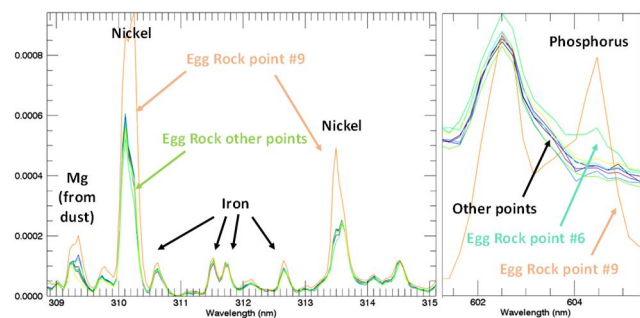 Nickel
Phosphorus
0.0008
Egg Rock point #9
0.0006
Nickel
Egg Rock other points
0.0004
Mg
(from
dust)
Iron
Other points
Egg Rock point #6
Egg Rock point #9
0.0002
0.0000
309 310 311 312 313 314 315
602 604
Wavelength (nm)
Wavelength (nm)